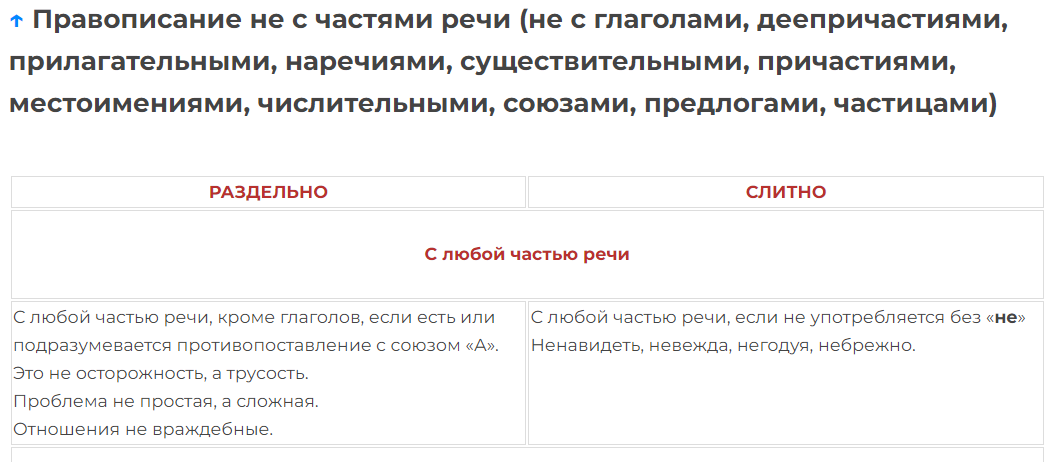 ↑ Правописание не с частями речи (не с глаголами, деепричастиями,
прилагательными, наречиями, существительными, причастиями,
местоимениями, числительными, союзами, предлогами, частицами)
РАЗДЕЛЬНО
СЛИТНО
С любой частью речи
С любой частью речи, кроме глаголов, если есть или
подразумевается противопоставление с союзом «А».
Это не осторожность, а трусость.
Проблема не простая, а сложная.
Отношения не враждебные.
С любой частью речи, если не употребляется без «не»
Ненавидеть, невежда, негодуя, небрежно.